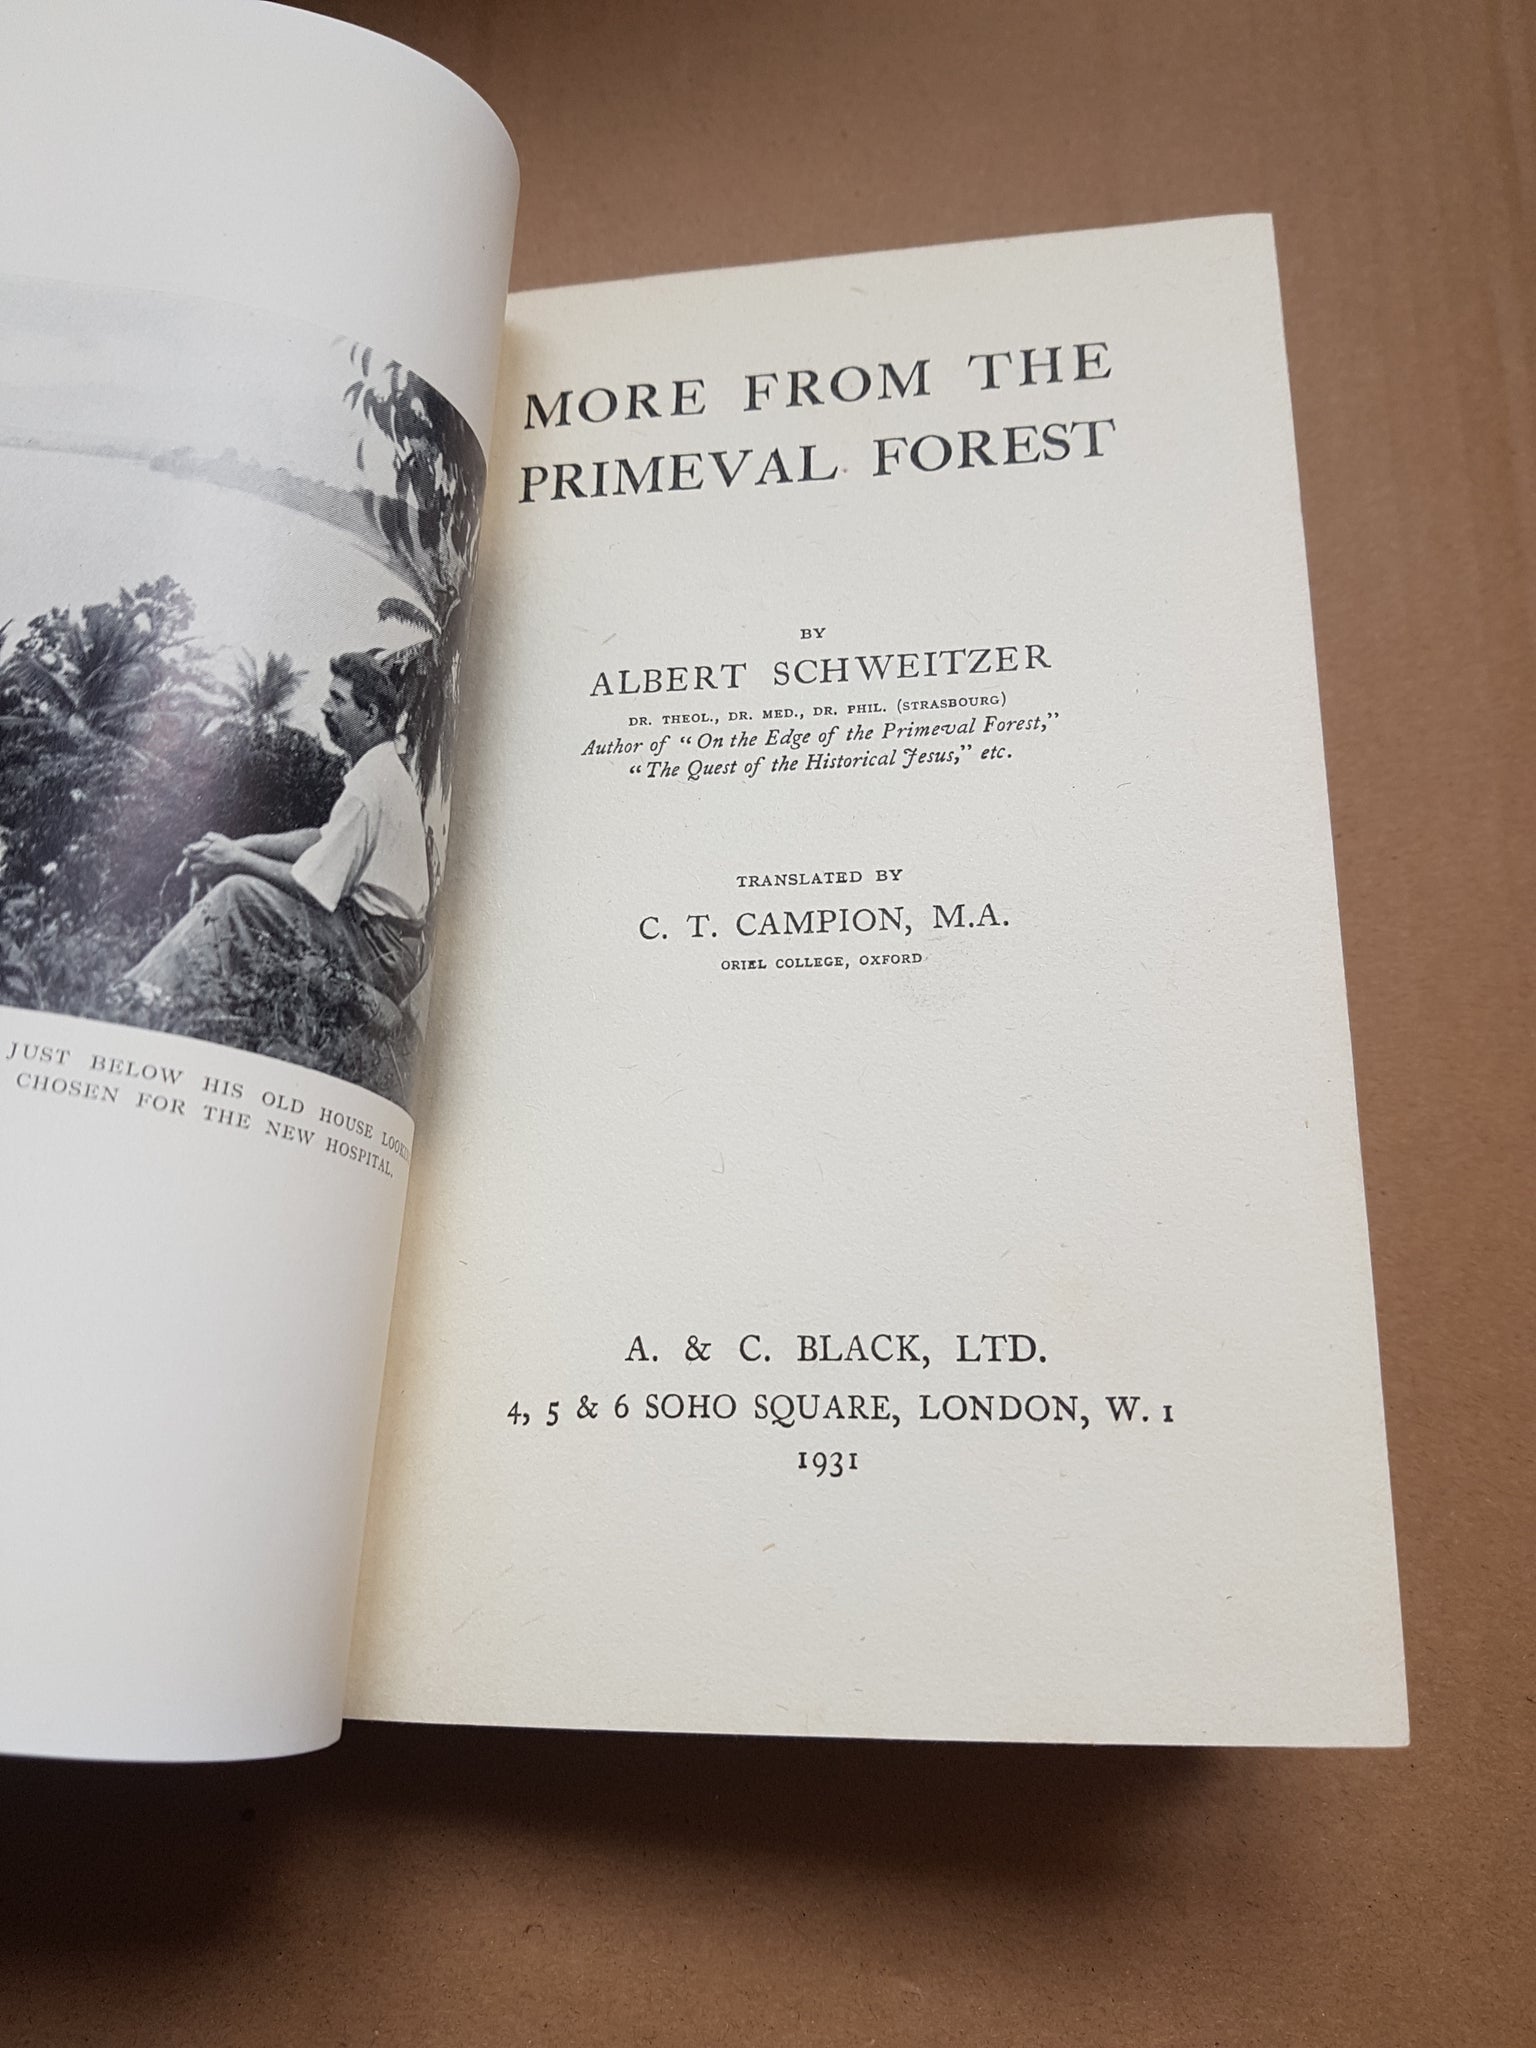 JUST BELOW HIS OLD HOUSE
CHOSEN FOR THE NEW HOSPITAL.
MORE FROM THE
PRIMEVAL FOREST
BY
ALBERT SCHWEITZER
DR. THEOL., DR. MED., DR. PHIL. (STRASBOURG)
Author of “On the Edge of the Primeval Forest,”
“The Quest of the Historical Jesus,” etc.
TRANSLATED BY
C. T. CAMPION, M.A.
ORIEL COLLEGE, OXFORD
A. & C. BLACK, LTD.
4, 5 & 6 SOHO SQUARE, LONDON, W. 1
1931